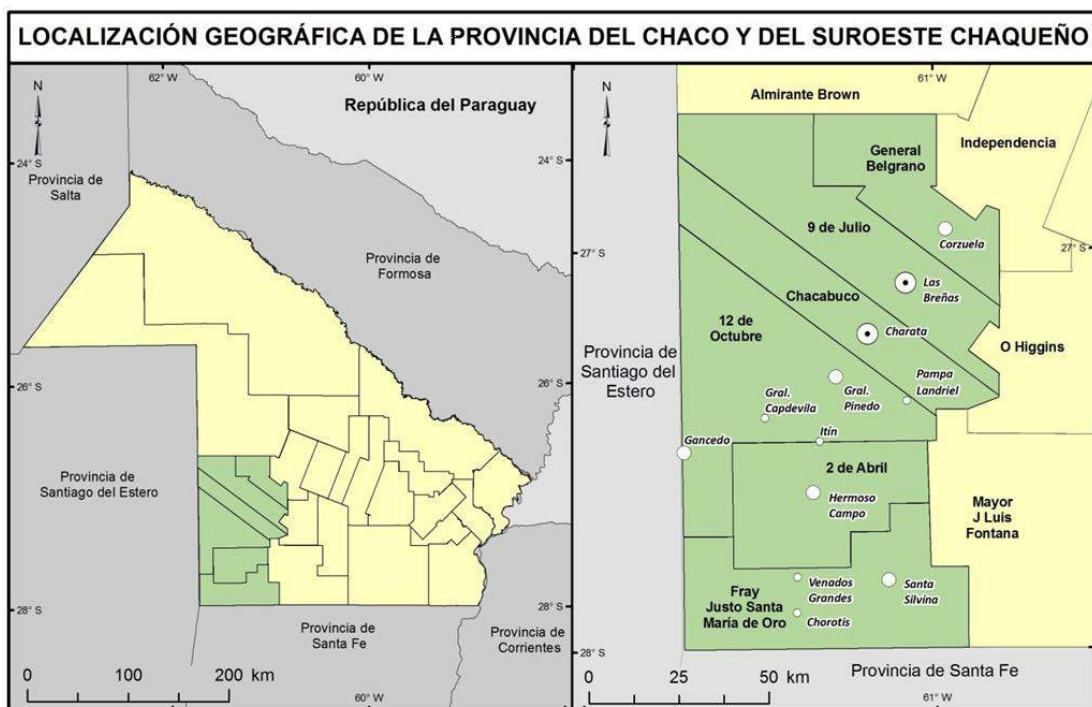 LOCALIZACIÓN GEOGRÁFICA DE LA PROVINCIA DEL CHACO Y DEL SUROESTE CHAQUEÑO
62° W
60° W
N
República del Paraguay
24° S
Provincia de
Salta
Provincia de
Formosa
26° S
Provincia de
Santiago del Estero
28° S
Provincia de
Santa Fe
Provincia de
Corrientes
0
100
200 km
60° W
61° W
N
Almirante Brown
24° S
General
Belgrano
Independencia
9 de Julio
Corzuela
27° S
27° S
Las
Breñas
Chacabuco
12 de
Octubre
Charata
O Higgins
Provincia de
Santiago del
Estero
26° S
Pampa
Landriel
Gral.
Capdevila
Gral.
Pinedo
Itín
Gancedo
2 de Abril
Hermoso
Campo
Mayor
J Luis
Fontana
Fray
Justo Santa
María de Oro
Venados
Grandes
Santa
Silvina
Chorotis
28° S
28° S
Provincia de Santa Fe
0
25
50 km
61° W